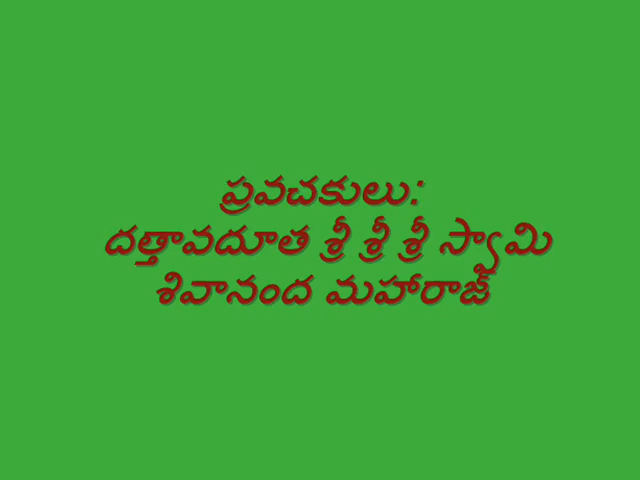 ప్రవచకులు:
దత్తావదూత శ్రీ శ్రీ శ్రీ స్వామి
శివానంద మహారాజ్